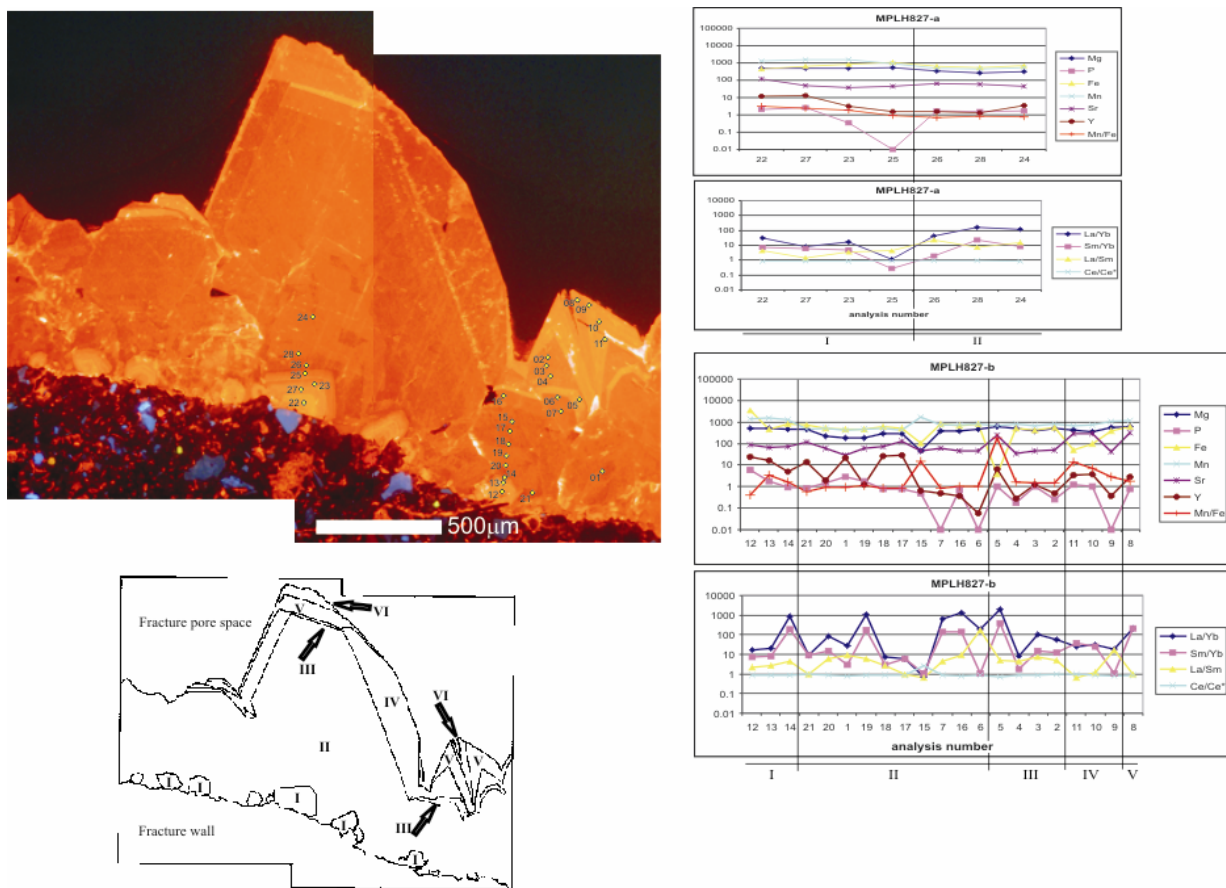 24
28
26
25
23
27
22
08
09
10
11
02
03
04
06
05
07
16
15
17
18
19
20
14
13
12
21
01
500µm
Fracture pore space
V
VI
III
IV
VI
II
V
V
I
I
I
I
I
III
Fracture wall
MPLH827-a
100000
10000
1000
100
10
1
0.1
0.01
22 27 23 25 26 28 24
Mg
P
Fe
Mn
Sr
Y
Mn/Fe
MPLH827-a
10000
1000
100
10
1
0.1
0.01
22 27 23 25 26 28 24
analysis number
La/Yb
Sm/Yb
La/Sm
Ce/Ce*
I II
MPLH827-b
100000
10000
1000
100
10
1
0.1
0.01
12 13 14 21 20 1 19 18 17 15 7 16 6 5 4 3 2 11 10 9 8
Mg
P
Fe
Mn
Sr
Y
Mn/Fe
MPLH827-b
10000
1000
100
10
1
0.1
0.01
12 13 14 21 20 1 19 18 17 15 7 16 6 5 4 3 2 11 10 9 8
analysis number
La/Yb
Sm/Yb
La/Sm
Ce/Ce*
I II III IV V